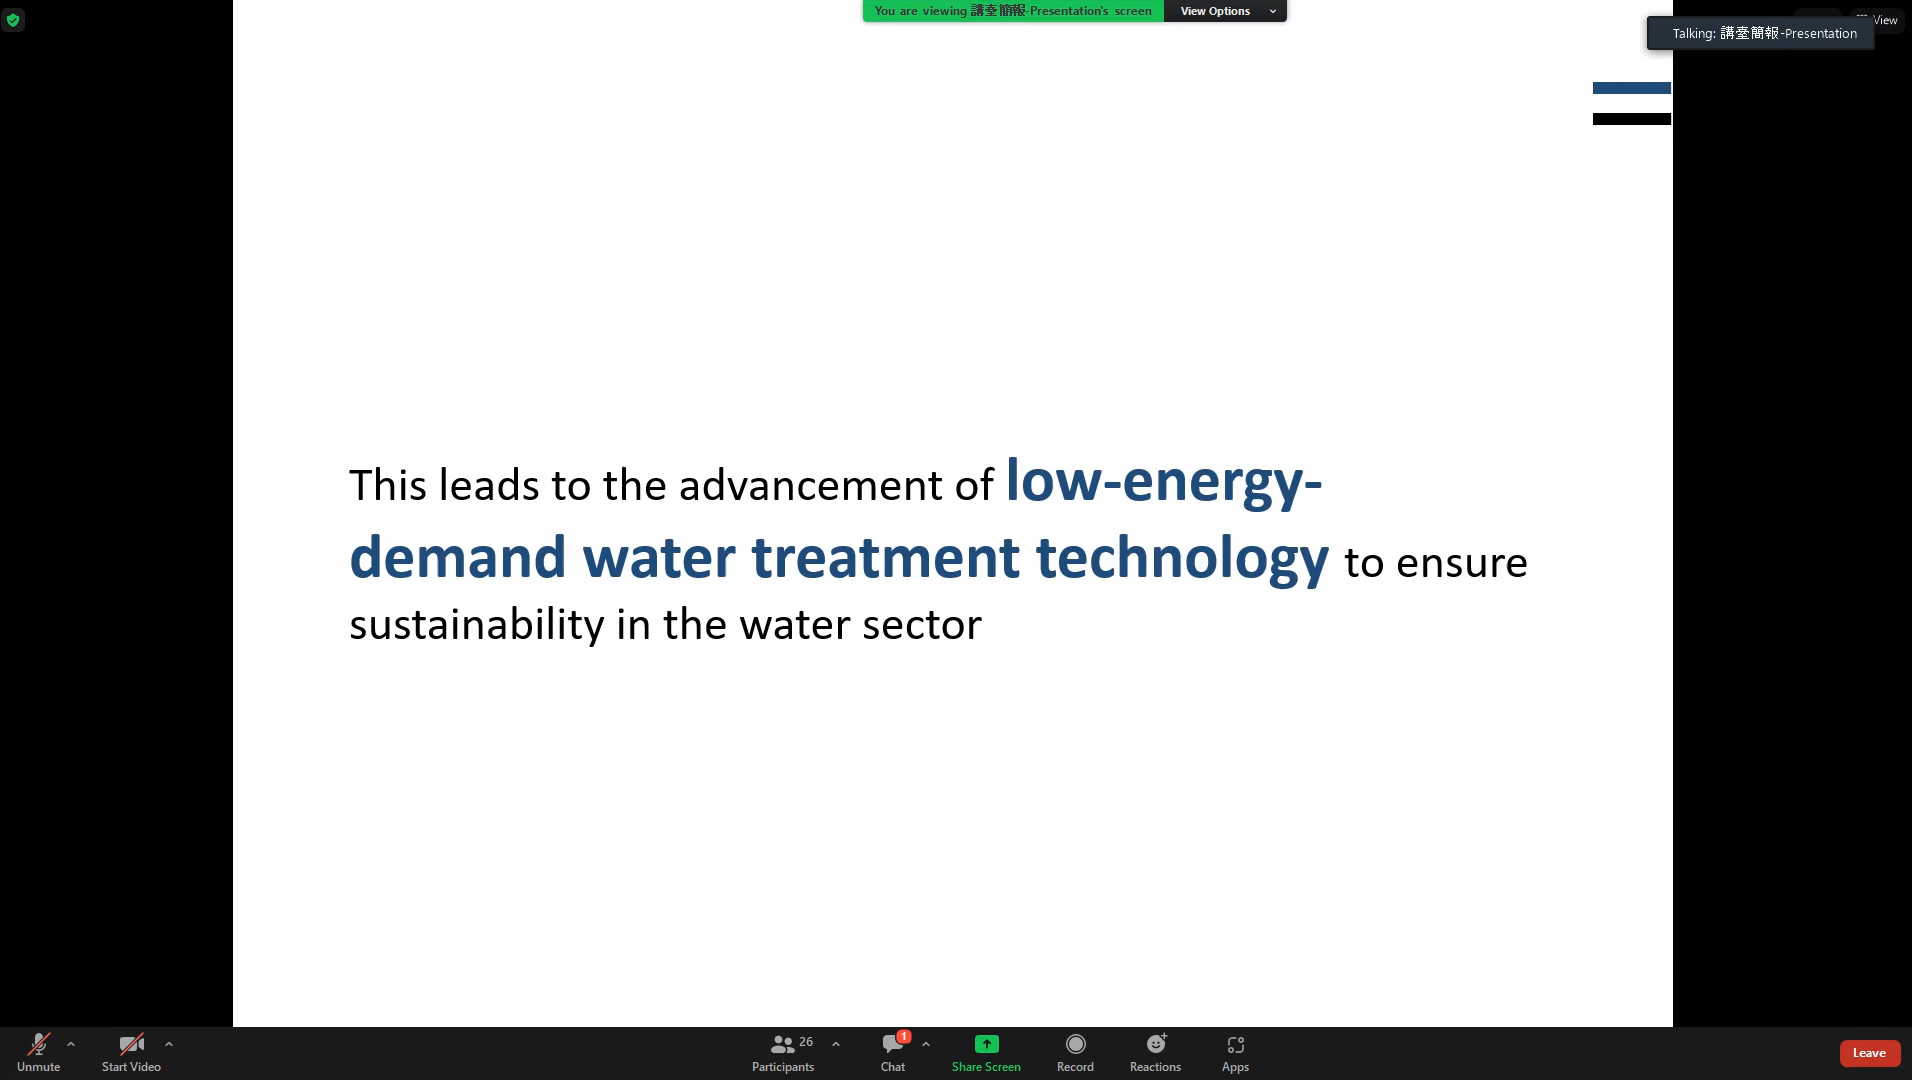 You are viewing 講臺簡報-Presentation's screen
View Options
View
Talking: 講臺簡報-Presentation
This leads to the advancement of low-energy-
demand water treatment technology to ensure
sustainability in the water sector
Unmute
Start Video
26
Participants
1
Chat
Share Screen
Record
Reactions
Apps
Leave